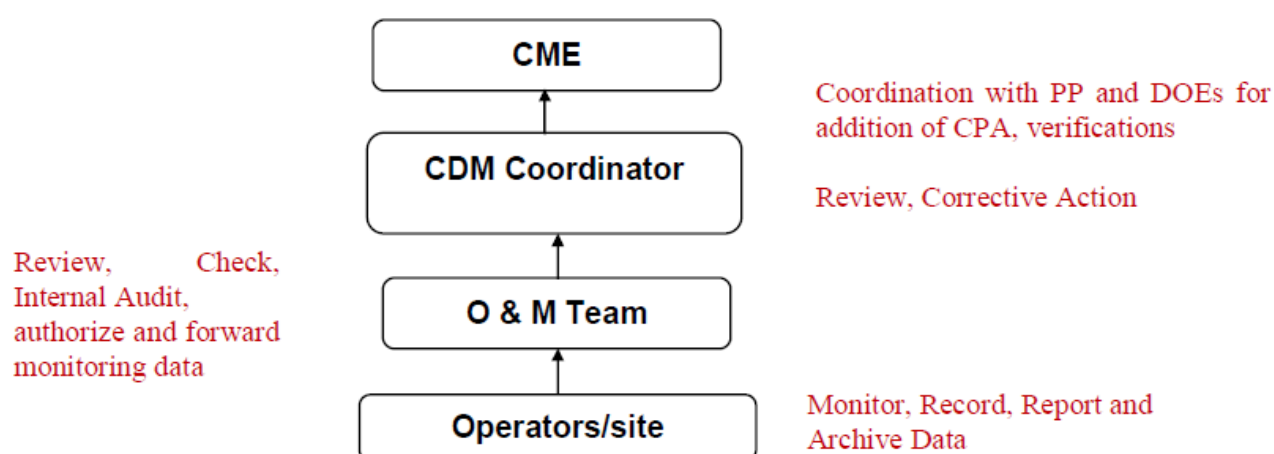 CME
Coordination with PP and DOEs for
addition of CPA, verifications
CDM Coordinator
Review, Corrective Action
Review, Check,
Internal Audit,
authorize and forward
monitoring data
O & M Team
Operators/site
Monitor, Record, Report and
Archive Data